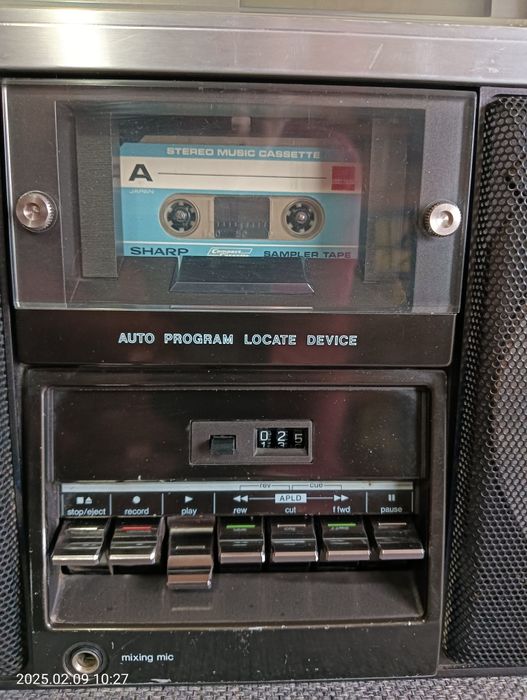 STEREO MUSIC CASSETTE
A
JAPAN
SHARP Compact SAMPLER TAPE
AUTO PROGRAM LOCATE DEVICE
025
rev cue
APLD
stop/eject record play rew cut f fwd pause
mixing mic
2025.02.09 10:27